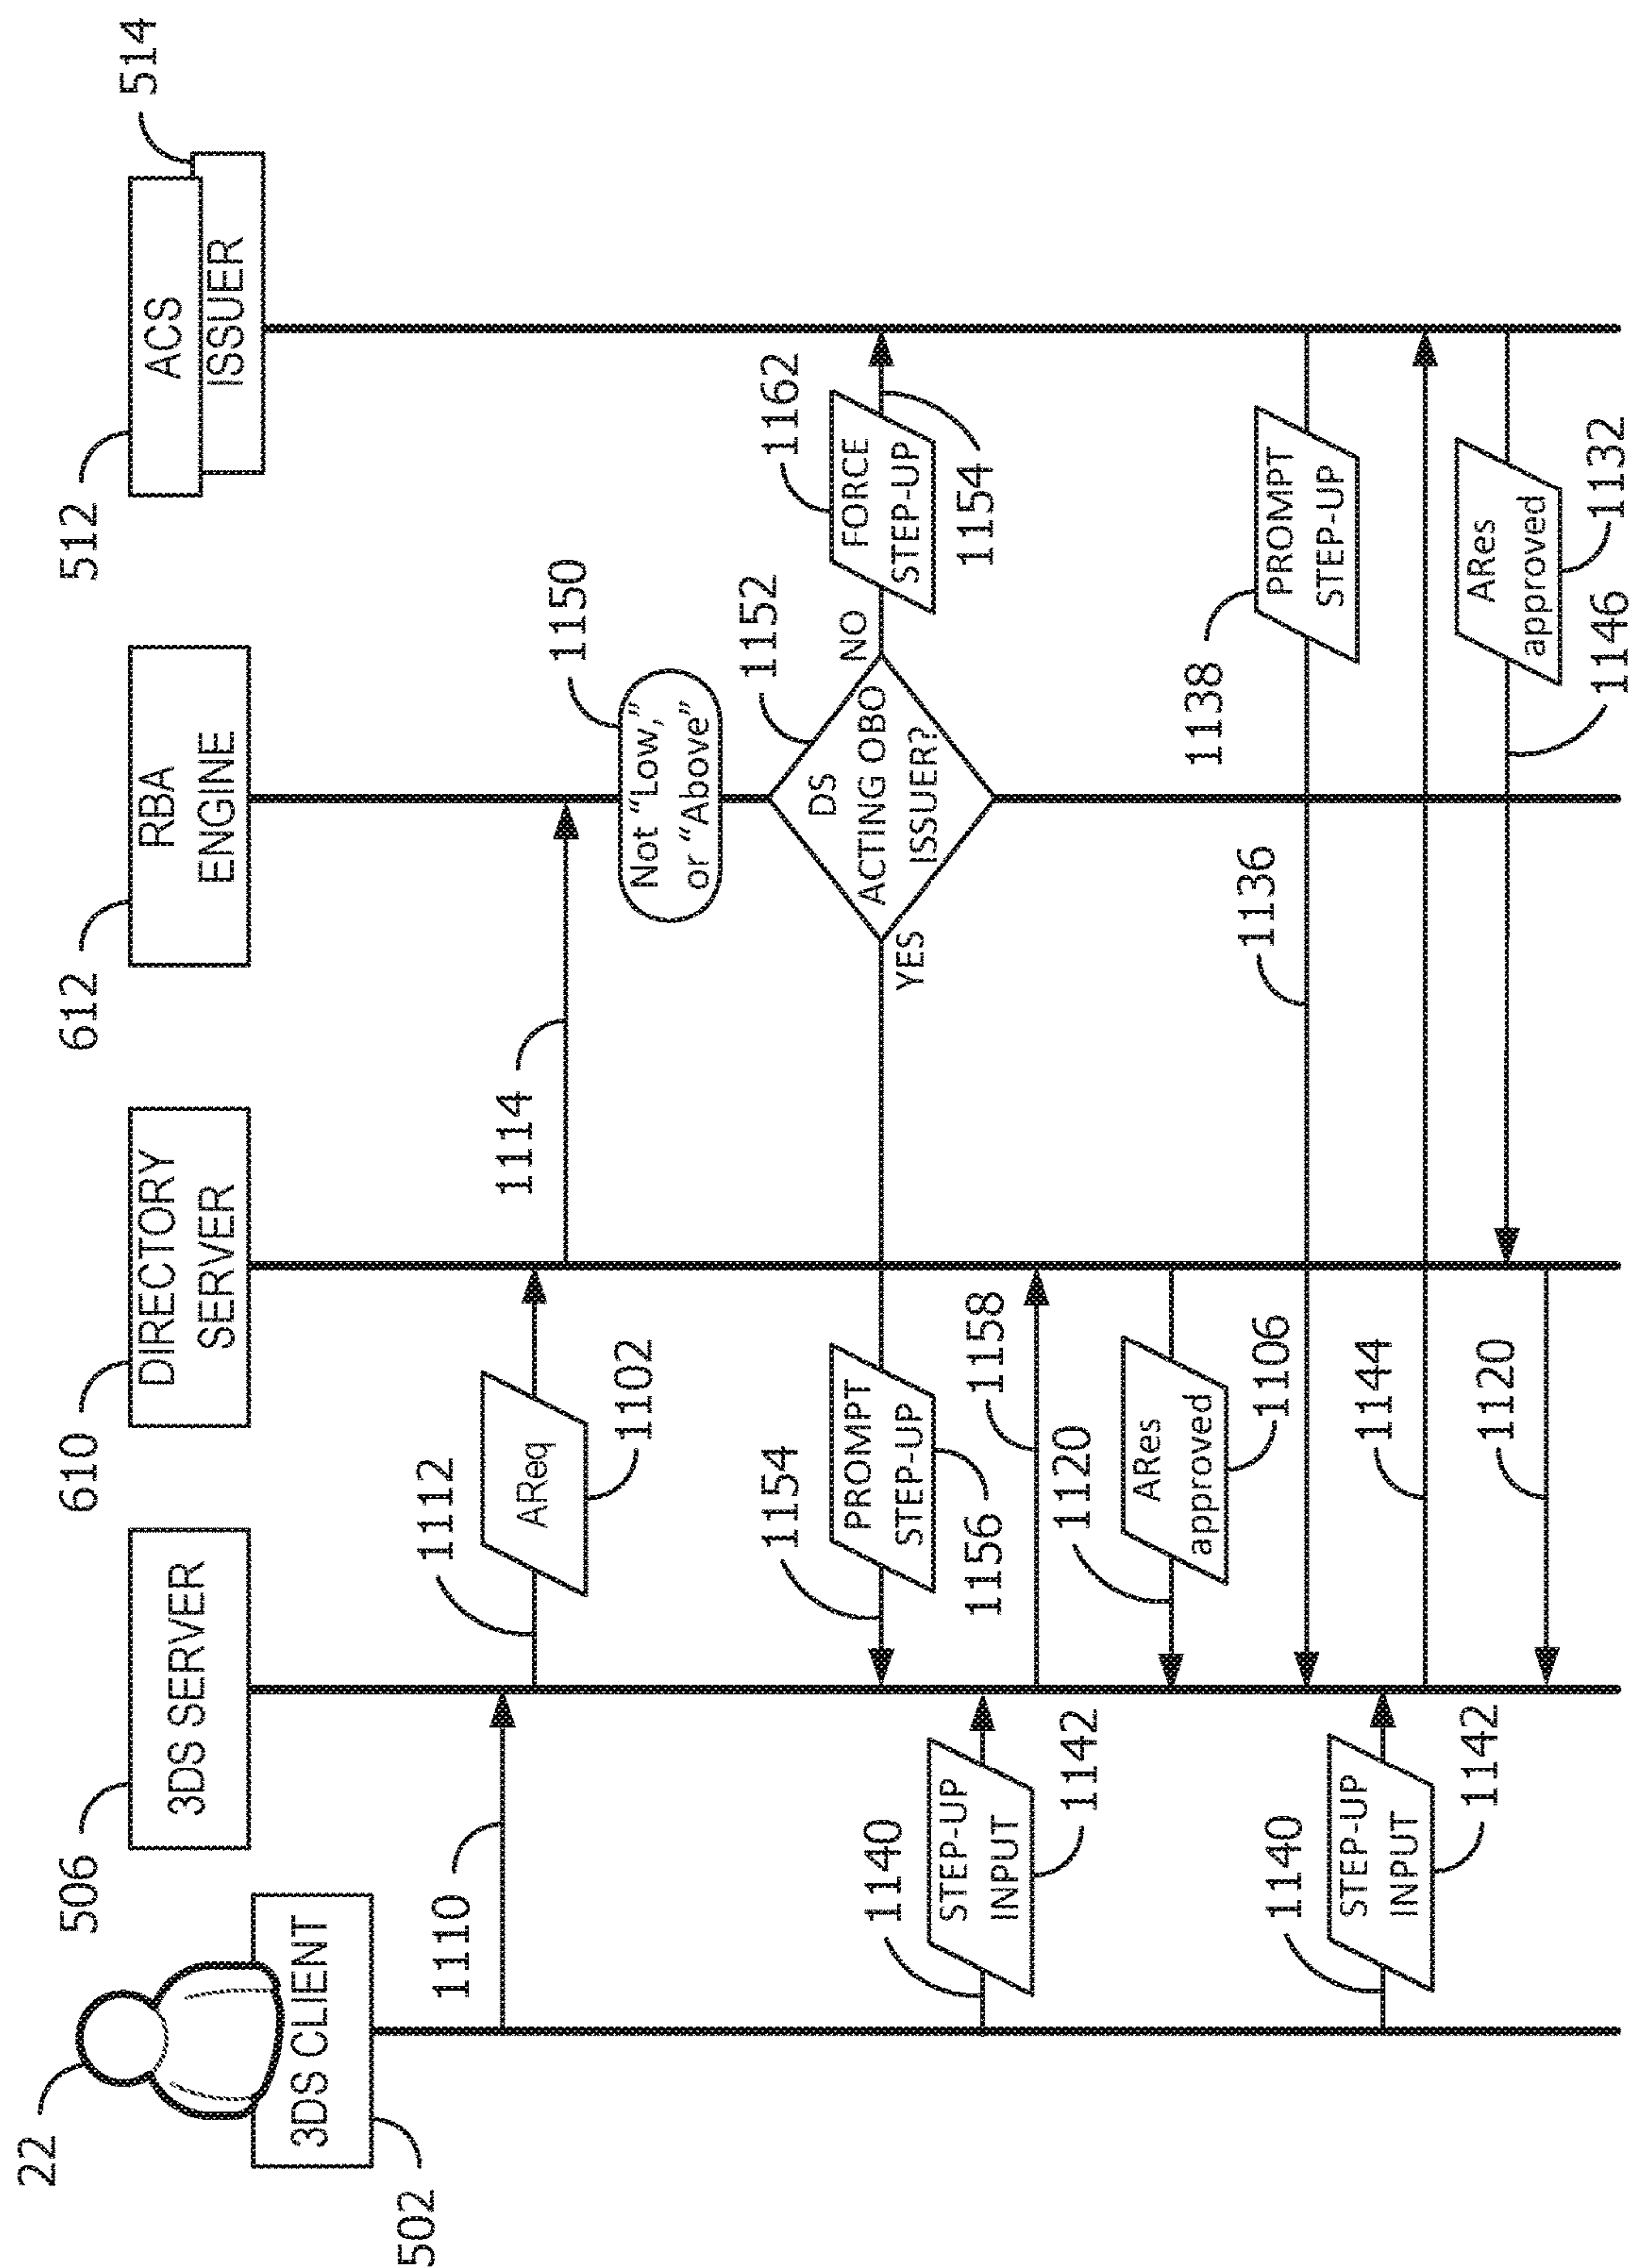 22
3DS CLIENT
502
506
3DS SERVER
610
DIRECTORY
SERVER
612
RBA
ENGINE
512
ACS
ISSUER
514
1110
1112
AReq
1102
1114
1150
Not “Low,”
or “Above”
1152
DS
ACTING OBO
ISSUER?
YES
NO
1162
FORCE
STEP-UP
1154
1154
PROMPT
STEP-UP
1156
1140
STEP-UP
INPUT
1142
1158
1120
ARes
approved
1106
1136
1138
PROMPT
STEP-UP
1140
STEP-UP
INPUT
1142
1144
ARes
approved
1132
1146
1120